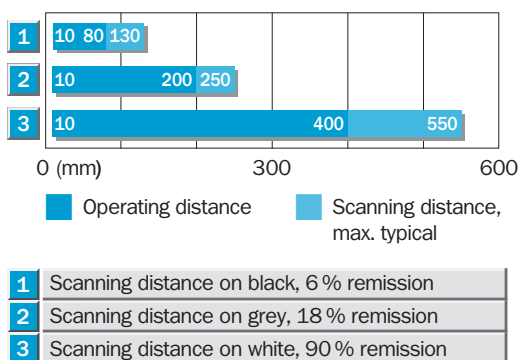 1 10 80 130
2 10 200 250
3 10 400 550
0 (mm) 300 600
Operating distance
Scanning distance,
max. typical
1 Scanning distance on black, 6 % remission
2 Scanning distance on grey, 18 % remission
3 Scanning distance on white, 90 % remission